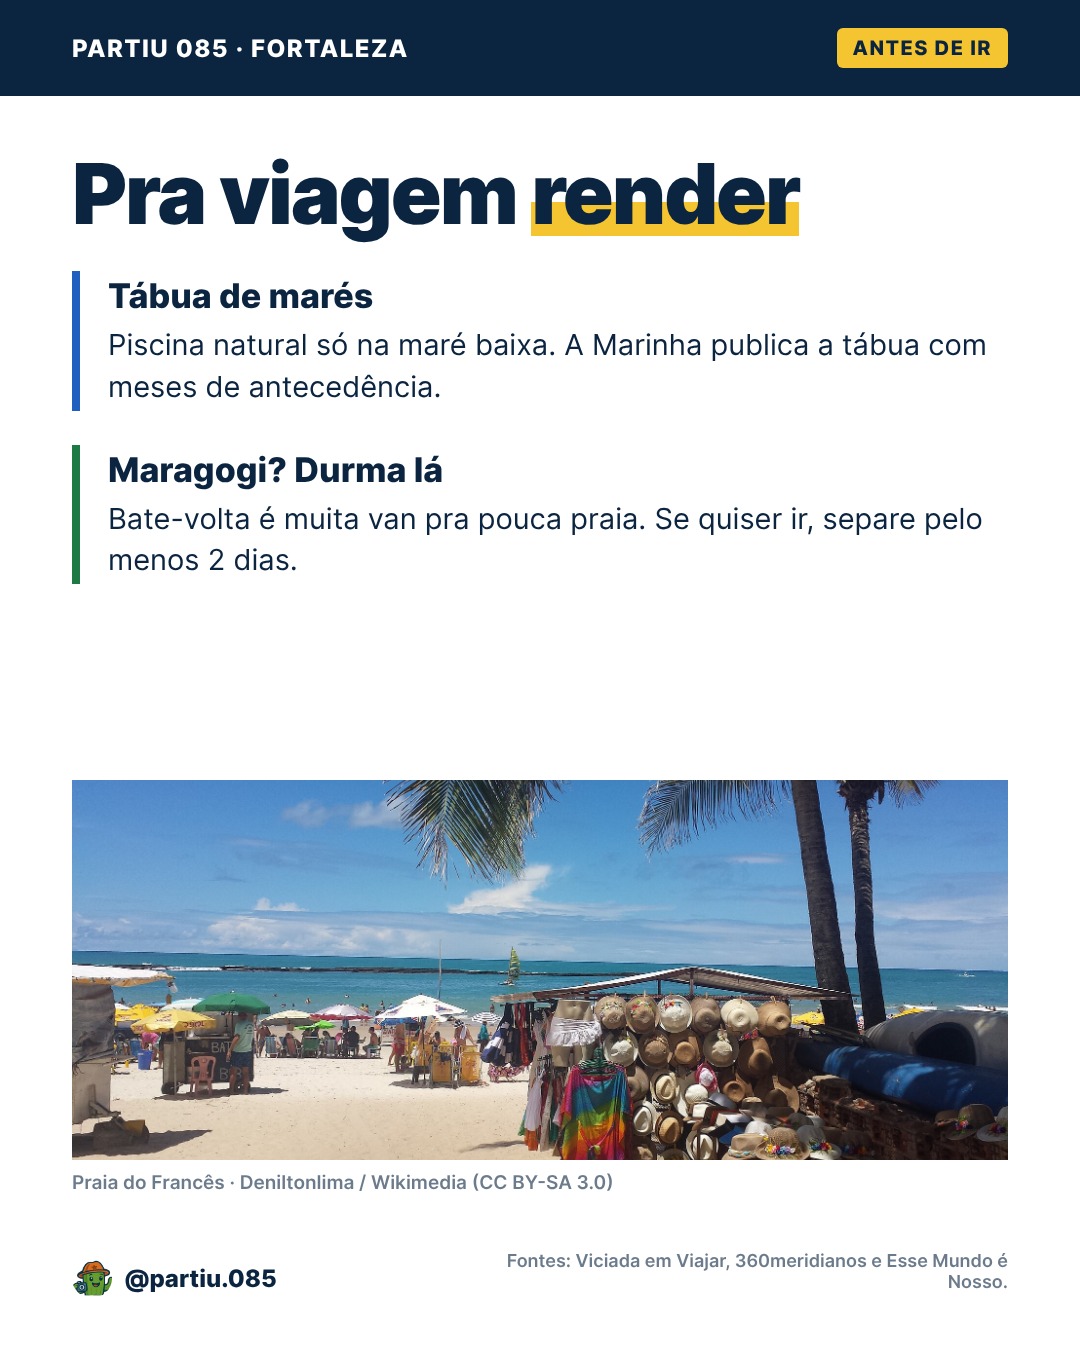 PARTIU 085 · FORTALEZA
ANTES DE IR
Pra viagem render
Tábua de marés
Piscina natural só na maré baixa. A Marinha publica a tábua com
meses de antecedência.
Maragogi? Durma lá
Bate-volta é muita van pra pouca praia. Se quiser ir, separe pelo
menos 2 dias.
Praia do Francês · Deniltonlima / Wikimedia (CC BY-SA 3.0)
@partiu.085
Fontes: Viciada em Viajar, 360meridianos e Esse Mundo é
Nosso.